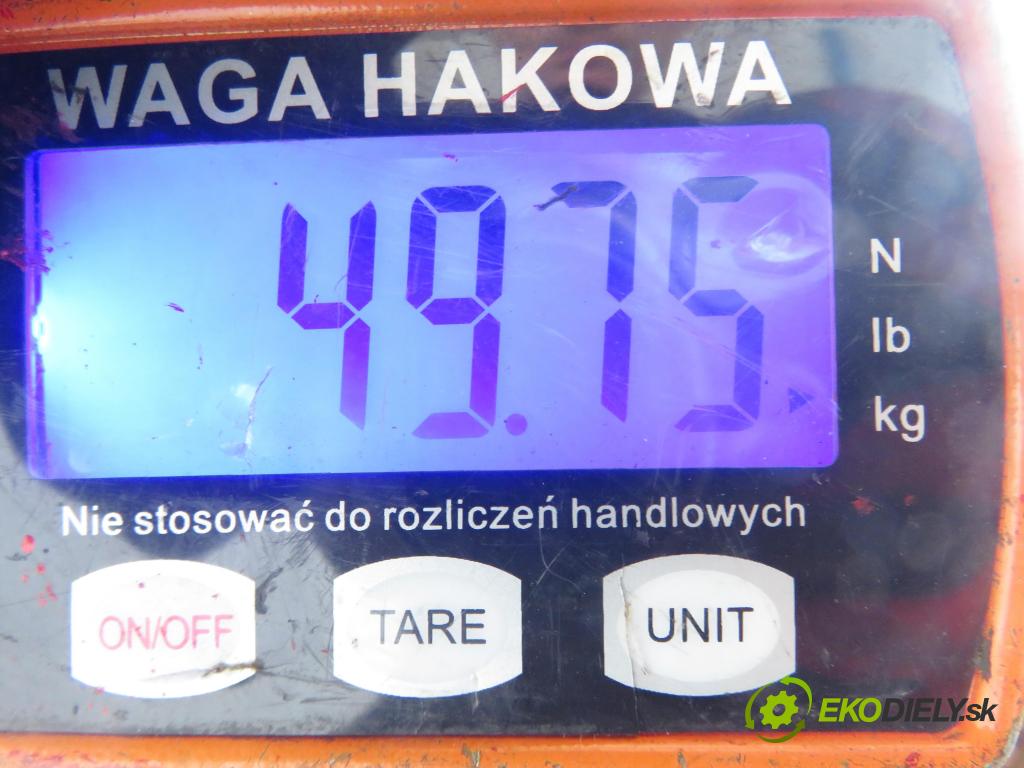 WAGA HAKOWA
49.75
N
lb
kg
Nie stosować do rozliczeń handlowych
ON/OFF TARE UNIT
EKODIELY.sk